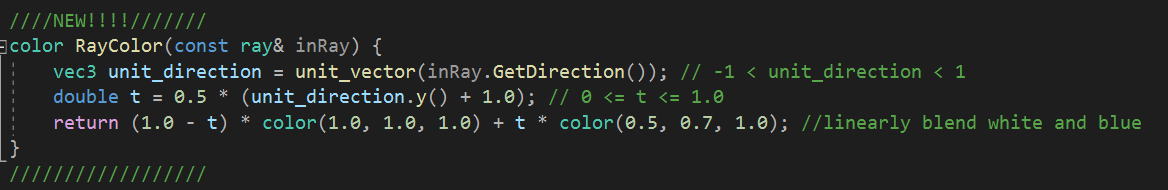 ////NEW!!!!///////
color RayColor(const ray& inRay) {
    vec3 unit_direction = unit_vector(inRay.GetDirection()); // -1 < unit_direction < 1
    double t = 0.5 * (unit_direction.y() + 1.0); // 0 <= t <= 1.0
    return (1.0 - t) * color(1.0, 1.0, 1.0) + t * color(0.5, 0.7, 1.0); //linearly blend white and blue
}
//////////////////